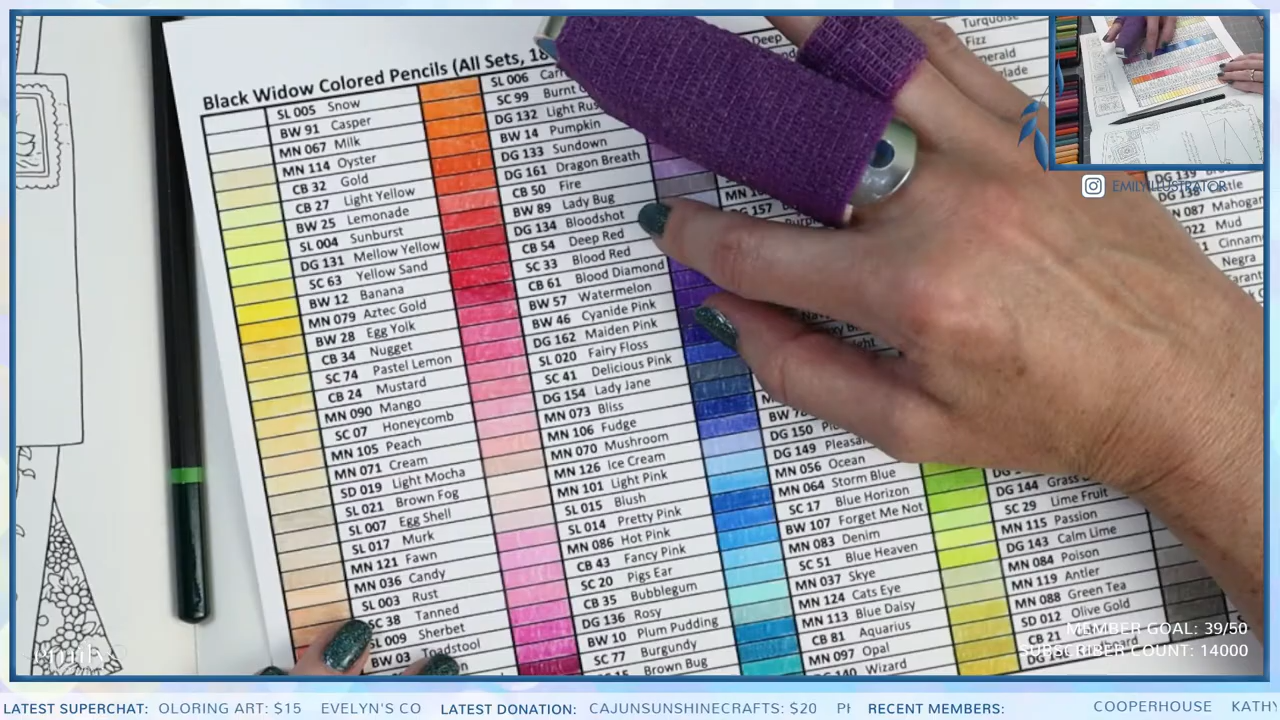 Black Widow Colored Pencils (All Sets, 18
SL 005 Snow
BW 91 Casper
MN 067 Milk
MN 114 Oyster
CB 32 Gold
CB 27 Light Yellow
BW 25 Lemonade
SL 004 Sunburst
DG 131 Mellow Yellow
SC 63 Yellow Sand
BW 12 Banana
MN 079 Aztec Gold
BW 28 Egg Yolk
CB 34 Nugget
SC 74 Pastel Lemon
CB 24 Mustard
MN 090 Mango
SC 07 Honeycomb
MN 105 Peach
MN 071 Cream
SD 019 Light Mocha
SL 021 Brown Fog
SL 007 Egg Shell
SL 017 Murk
MN 121 Fawn
MN 036 Candy
SL 003 Rust
SC 38 Tanned
SL 009 Sherbet
BW 03 Toadstool
SL 006
SC 99 Burnt
DG 132 Light
BW 14 Pumpkin
DG 133 Sundown
DG 161 Dragon Breath
CB 50 Fire
BW 89 Lady Bug
DG 134 Bloodshot
CB 54 Deep Red
SC 33 Blood Red
CB 61 Blood Diamond
BW 57 Watermelon
BW 46 Cyanide Pink
DG 162 Maiden Pink
SL 020 Fairy Floss
SC 41 Delicious Pink
DG 154 Lady Jane
MN 073 Bliss
MN 106 Fudge
MN 070 Mushroom
MN 126 Ice Cream
MN 101 Light Pink
SL 015 Blush
SL 014 Pretty Pink
MN 086 Hot Pink
CB 43 Fancy Pink
SC 20 Pigs Ear
CB 35 Bubblegum
DG 136 Rosy
BW 10 Plum Pudding
SC 77 Burgundy
Brown Bug
Deep
DG 157
DG 150
DG 149
MN 056 Ocean
MN 064 Storm Blue
SC 17 Blue Horizon
BW 107 Forget Me Not
MN 083 Denim
SC 51 Blue Heaven
MN 037 Skye
MN 124 Cats Eye
MN 113 Blue Daisy
CB 81 Aquarius
MN 097 Opal
Wizard
Turquoise
Fizz
DG 144
SC 29 Lime Fruit
MN 115 Passion
DG 143 Calm Lime
MN 084 Poison
MN 119 Antler
MN 088 Green Tea
SD 012 Olive Gold
CB 21
DG 139
DG 138
MN 087
Mud
Negra
EMILYILLUSTRATOR
MEMBER GOAL: 39/50
SUBSCRIBER COUNT: 14000
LATEST SUPERCHAT: OLORING ART: $15 EVELYN'S CO
LATEST DONATION: CAJUNSUNSHINECRAFTS: $20
RECENT MEMBERS: COOPERHOUSE KATHY